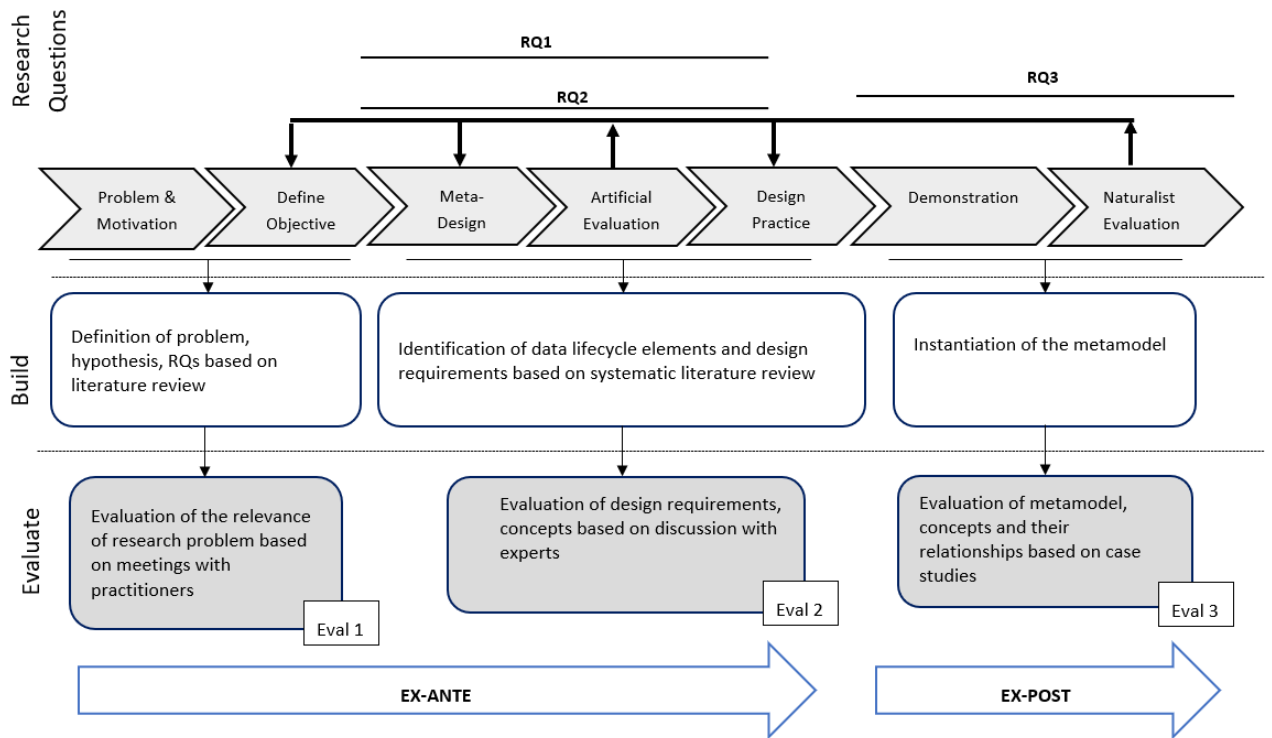 Research
Questions
RQ1
RQ2
RQ3
Problem &
Motivation
Define
Objective
Meta-
Design
Artificial
Evaluation
Design
Practice
Demonstration
Naturalist
Evaluation
Build
Definition of problem,
hypothesis, RQs based on
literature review
Identification of data lifecycle elements and design
requirements based on systematic literature review
Instantiation of the metamodel
Evaluate
Evaluation of the relevance
of research problem based
on meetings with
practitioners
Eval 1
Evaluation of design requirements,
concepts based on discussion with
experts
Eval 2
Evaluation of metamodel,
concepts and their
relationships based on case
studies
Eval 3
EX-ANTE
EX-POST